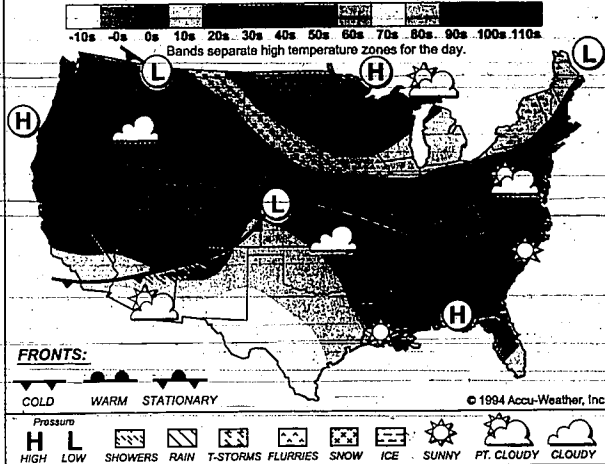 -10s -0s 0s 10s 20s 30s 40s 50s 60s 70s 80s 90s 100s 110s
Bands separate high temperature zones for the day.
L
H
L
H
L
H
FRONTS:
COLD WARM STATIONARY
© 1994 Accu-Weather, Inc
Pressure
H L
HIGH LOW SHOWERS RAIN T-STORMS FLURRIES SNOW ICE SUNNY PT. CLOUDY CLOUDY